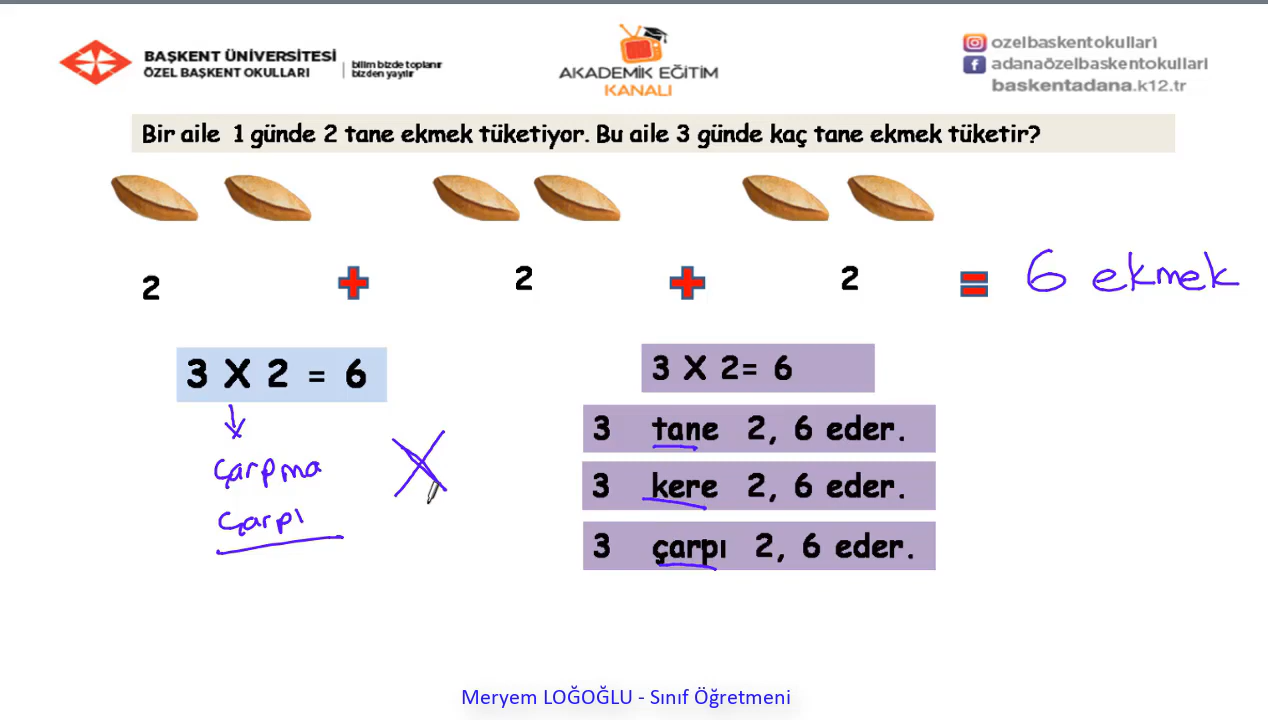 BAŞKENT ÜNİVERSİTESİ
ÖZEL BAŞKENT OKULLARI
bilim bizde toplanır
bizden yayılır
AKADEMİK EĞİTİM
KANALI
ozelbaskentokulları
adanaözelbaskentokullari
baskentadana.k12.tr
Bir aile 1 günde 2 tane ekmek tüketiyor. Bu aile 3 günde kaç tane ekmek tüketir?
2 + 2 + 2 = 6 ekmek
3 X 2 = 6
çarpma
çarpı
X
3 X 2= 6
3 tane 2, 6 eder.
3 kere 2, 6 eder.
3 çarpı 2, 6 eder.
Meryem LOĞOĞLU - Sınıf Öğretmeni